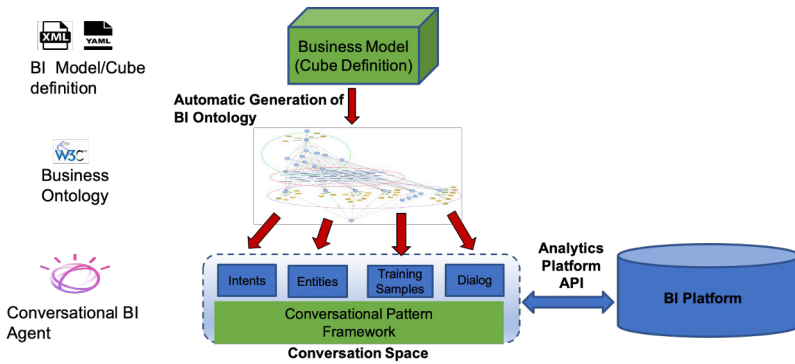 XML
YAML
BI Model/Cube
definition
Business Model
(Cube Definition)
Automatic Generation of
BI Ontology
W3C
Business
Ontology
Intents
Entities
Training
Samples
Dialog
Conversational Pattern
Framework
Conversation Space
Conversational BI
Agent
Analytics
Platform
API
BI Platform